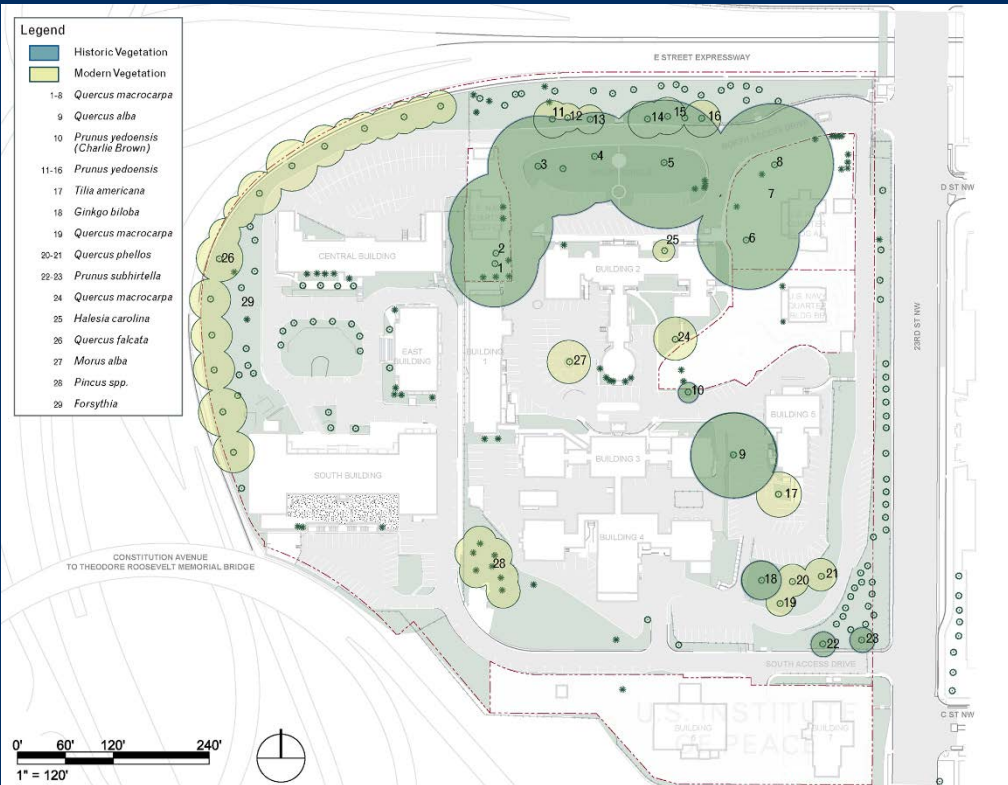 Legend
Historic Vegetation
Modern Vegetation
1-8 Quercus macrocarpa
9 Quercus alba
10 Prunus yedoensis
(Charlie Brown)
11-16 Prunus yedoensis
17 Tilia americana
18 Ginkgo biloba
19 Quercus macrocarpa
20-21 Quercus phellos
22-23 Prunus subhirtella
24 Quercus macrocarpa
25 Halesia carolina
26 Quercus falcata
27 Morus alba
28 Pincus spp.
29 Forsythia
E STREET EXPRESSWAY
11
12
13
14
15
16
NORTH ACCESS DRIVE
3
4
5
8
7
D ST NW
6
2
1
25
CENTRAL BUILDING
26
BUILDING 2
29
23RD ST NW
EAST
BUILDING
BUILDING
1
24
27
10
BUILDING 5
SOUTH BUILDING
BUILDING 3
9
17
BUILDING 4
CONSTITUTION AVENUE
TO THEODORE ROOSEVELT MEMORIAL BRIDGE
28
18
20
21
19
22
23
SOUTH ACCESS DRIVE
U.S. INSTITUTE
OF PEACE
BUILDING
6
BUILDING
7
C ST NW
0' 60' 120' 240'
1" = 120'